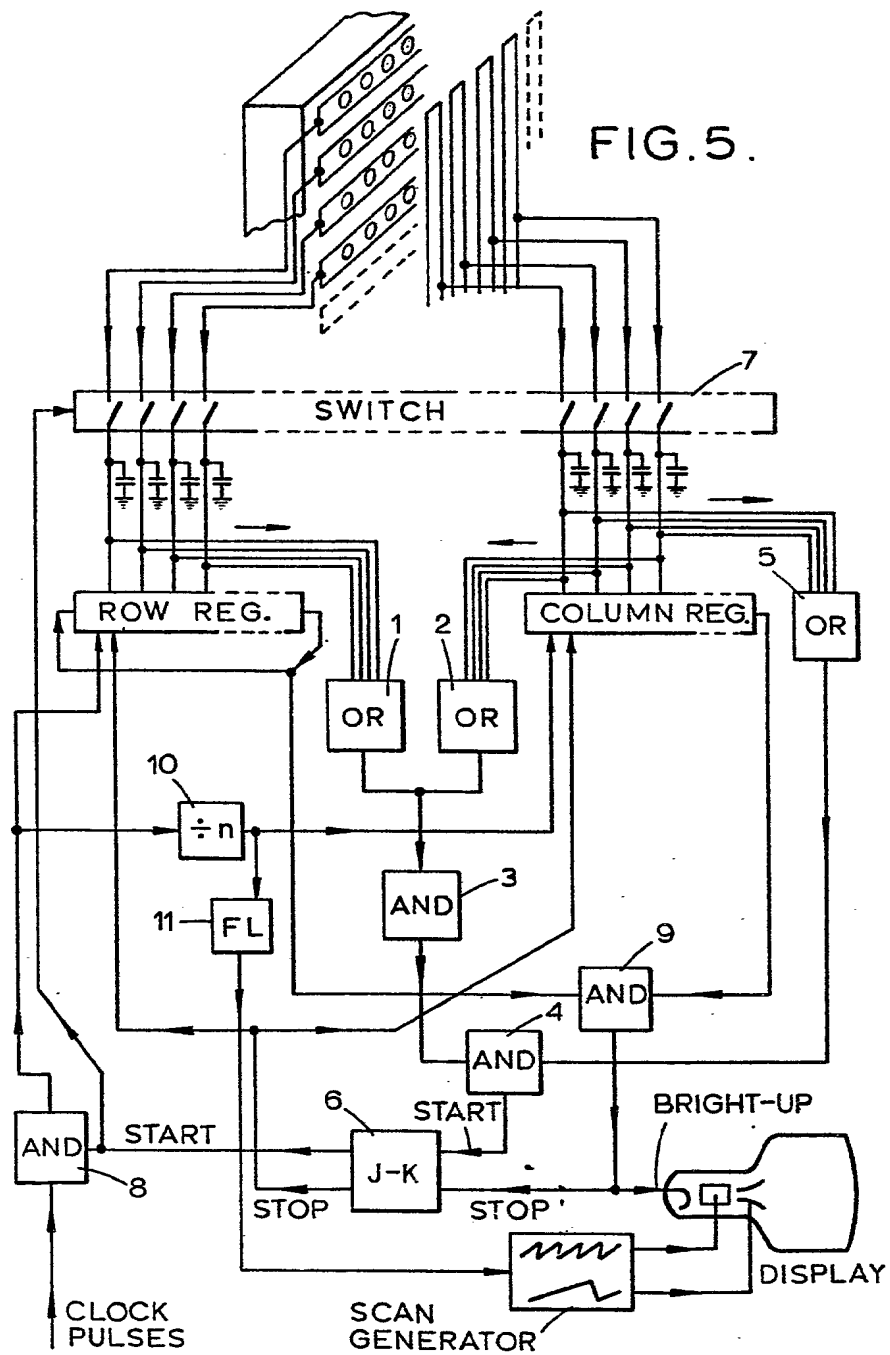 FIG.5.
7
SWITCH
5
ROW REG.
1
2
COLUMN REG.
OR
OR
OR
10
÷n
3
AND
11
FL
9
AND
4
AND
6
START
BRIGHT-UP
AND
START
J-K
8
STOP
STOP
DISPLAY
CLOCK
PULSES
SCAN
GENERATOR